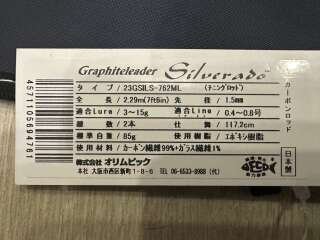 Graphiteleader Silverado
タイプ/23GSILS-762ML (チニングロッド)
全長/2.29m(7ft6in) 先径/1.5mm
適合Lure/3〜15g 適合Line/0.4〜0.8号
継数/2本 仕舞/117.2cm
標準自重/85g 使用樹脂/エポキシ樹脂
使用材料/カーボン繊維99%+ガラス繊維1%
株式会社オリムピック
本社 大阪市西区新町1-8-6 TEL 06-6533-8988(代)
4571105694761
カーボンロッド
日本製